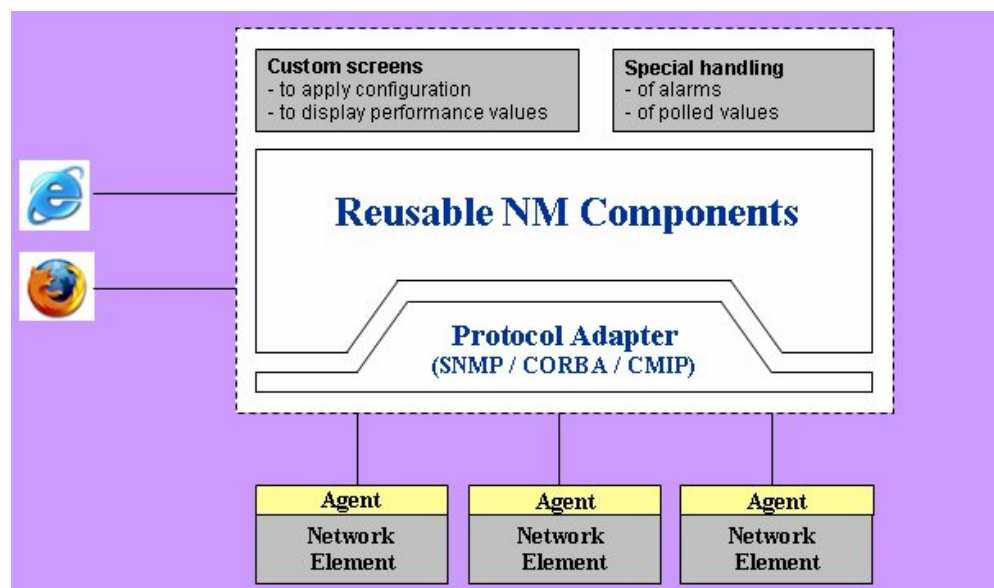 Custom screens
- to apply configuration
- to display performance values
Special handling
- of alarms
- of polled values
Reusable NM Components
Protocol Adapter
(SNMP / CORBA / CMIP)
Agent
Network
Element
Agent
Network
Element
Agent
Network
Element